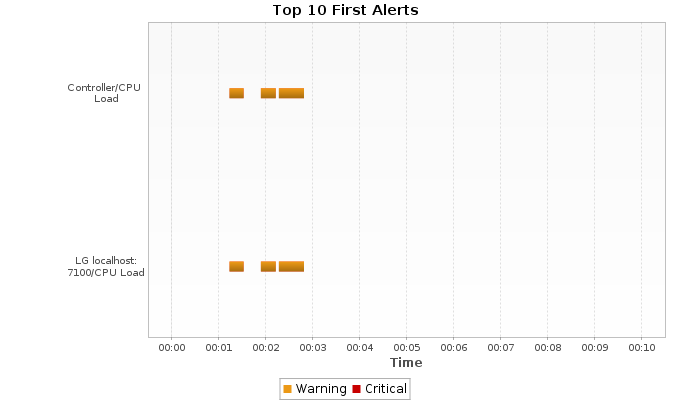 Top 10 First Alerts
Controller/CPU
Load
LG localhost:
7100/CPU Load
00:00 00:01 00:02 00:03 00:04 00:05 00:06 00:07 00:08 00:09 00:10
Time
Warning Critical